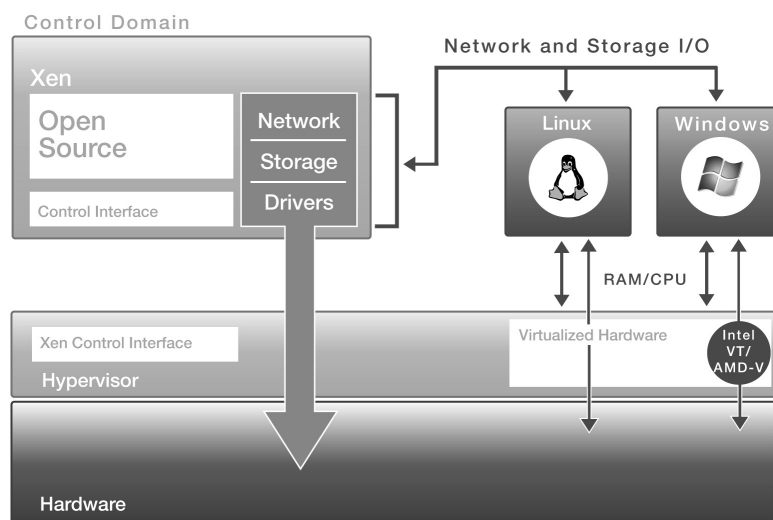 Control Domain
Network and Storage I/O
Xen
Open
Source
Network
Storage
Drivers
Control Interface
Linux
Windows
RAM/CPU
Xen Control Interface
Virtualized Hardware
Intel
VT/
AMD-V
Hypervisor
Hardware